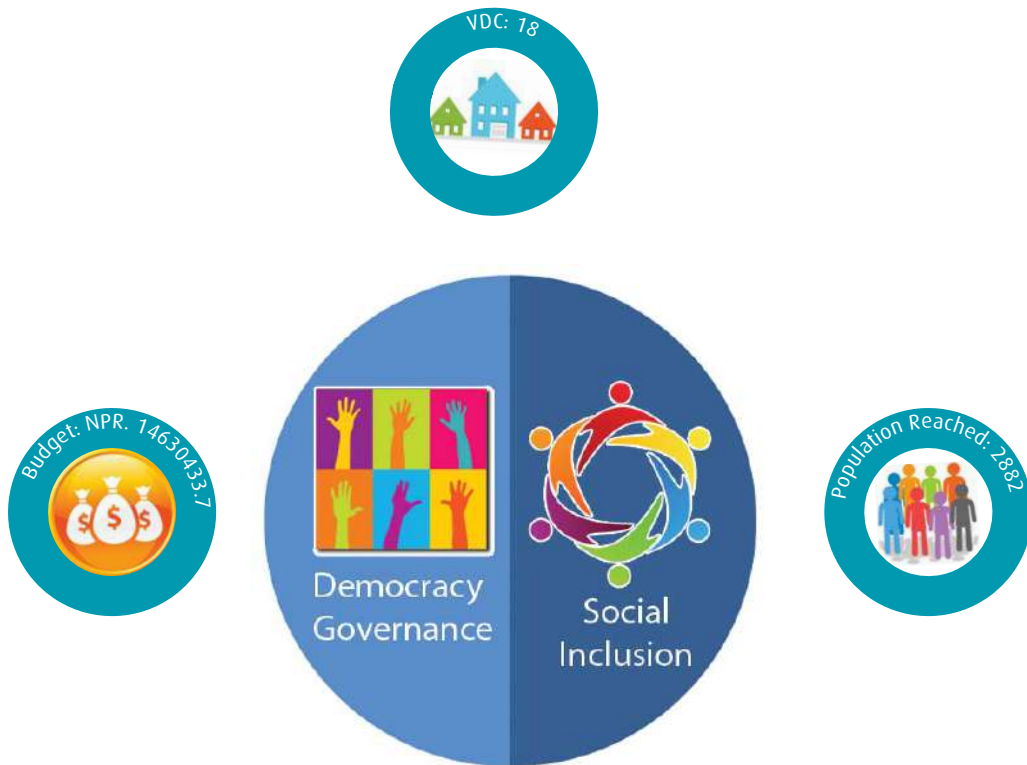 VDC: 18
Budget: NPR. 14630433.7
Population Reached: 2882
Democracy
Governance
Social
Inclusion